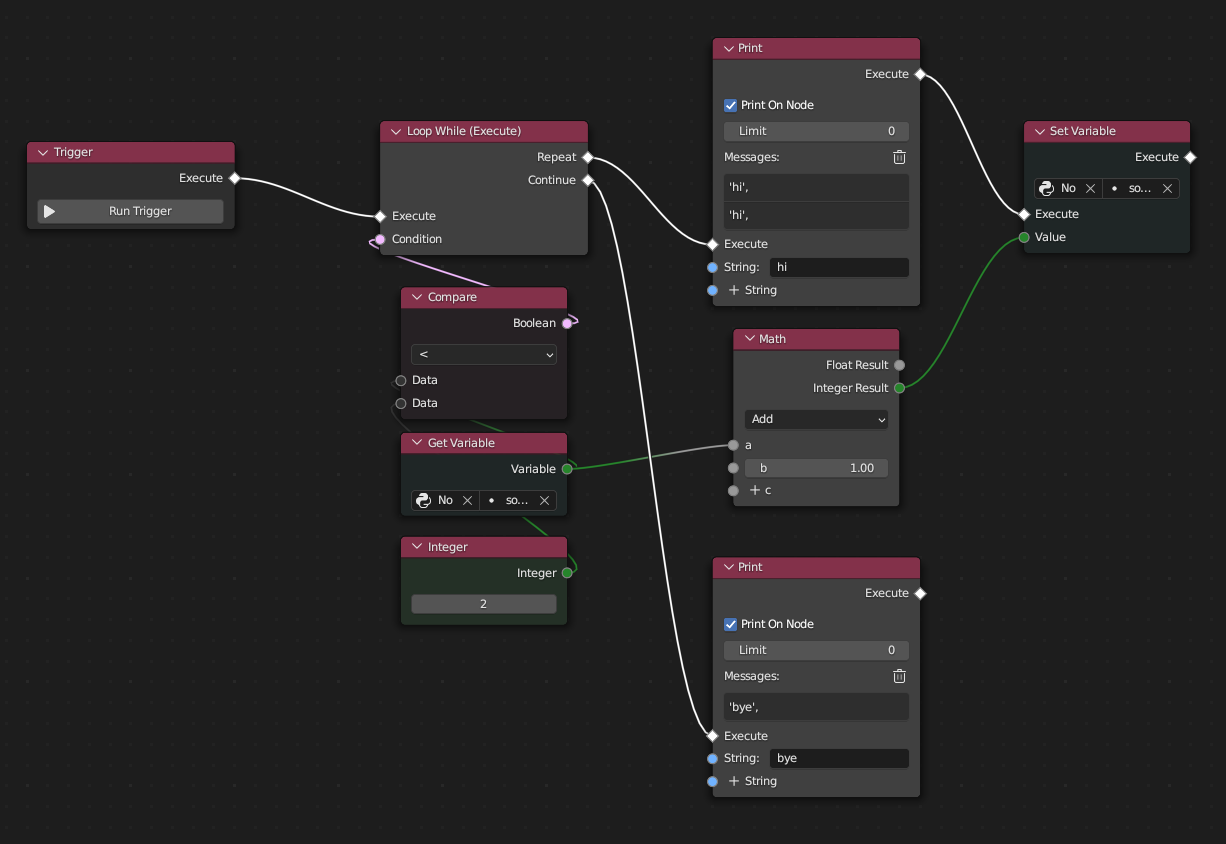 Trigger
Execute
Run Trigger
Loop While (Execute)
Repeat
Continue
Execute
Condition
Compare
Boolean
<
Data
Data
Get Variable
Variable
No so...
Integer
Integer
2
Print
Execute
Print On Node
Limit 0
Messages:
'hi',
'hi',
Execute
String: hi
+ String
Math
Float Result
Integer Result
Add
a
b 1.00
+ c
Print
Execute
Print On Node
Limit 0
Messages:
'bye',
Execute
String: bye
+ String
Set Variable
Execute
No so...
Execute
Value